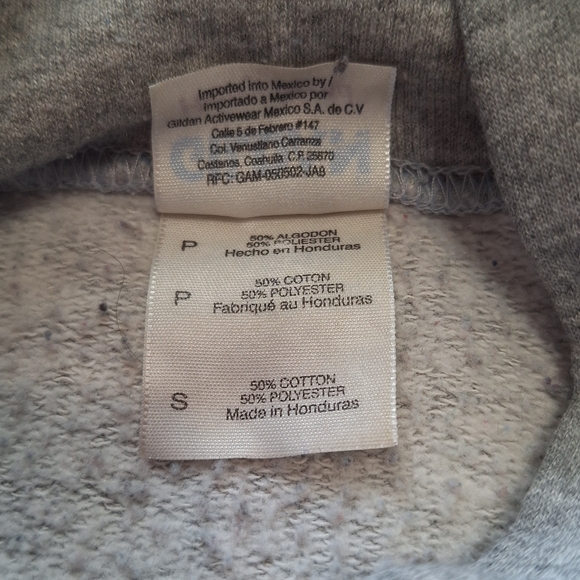 Imported into Mexico by /
Importado a Mexico por
Gildan Activewear Mexico S.A. de C.V
Calle 5 de Febrero #147
Col. Venustiano Carranza
Castanos, Coahuila C.P. 25870
RFC: GAM-050502-JA9
P
50% ALGODON
50% POLIESTER
Hecho en Honduras
P
50% COTON
50% POLYESTER
Fabriqué au Honduras
S
50% COTTON
50% POLYESTER
Made in Honduras